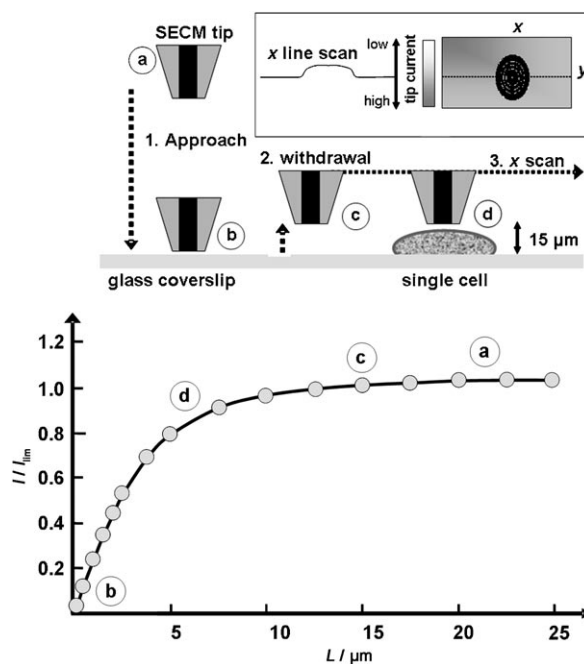 SECM tip
a
1. Approach
b
glass coverslip
x line scan
low
tip current
high
x
y
2. withdrawal
3. x scan
c
d
15 µm
single cell
I / I lim
1.2
1.0
0.8
0.6
0.4
0.2
a
c
d
b
5
10
15
20
25
L / µm